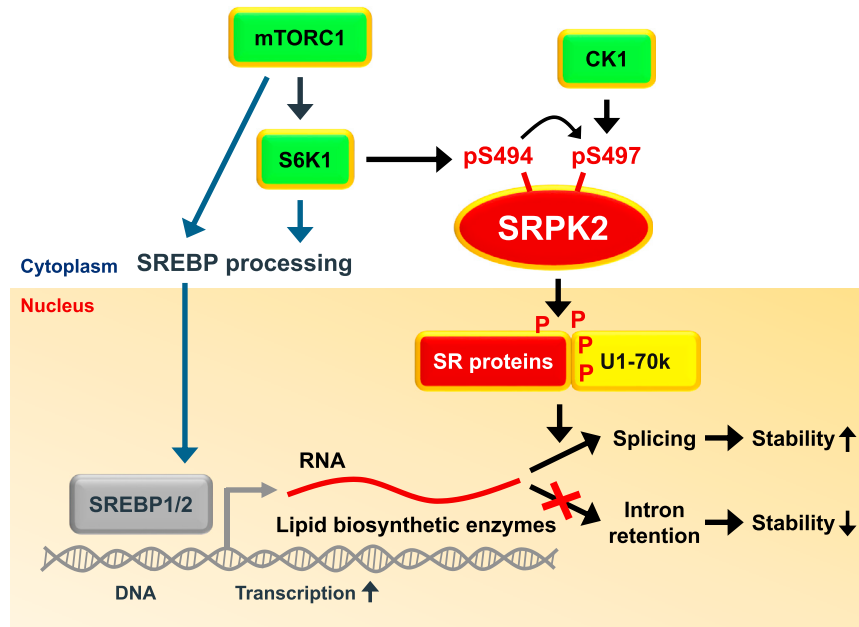 mTORC1
CK1
S6K1
pS494
pS497
SRPK2
Cytoplasm
SREBP processing
Nucleus
P
P
P
P
SR proteins
U1-70k
RNA
Splicing
Stability
SREBP1/2
Lipid biosynthetic enzymes
Intron
retention
Stability
DNA
Transcription